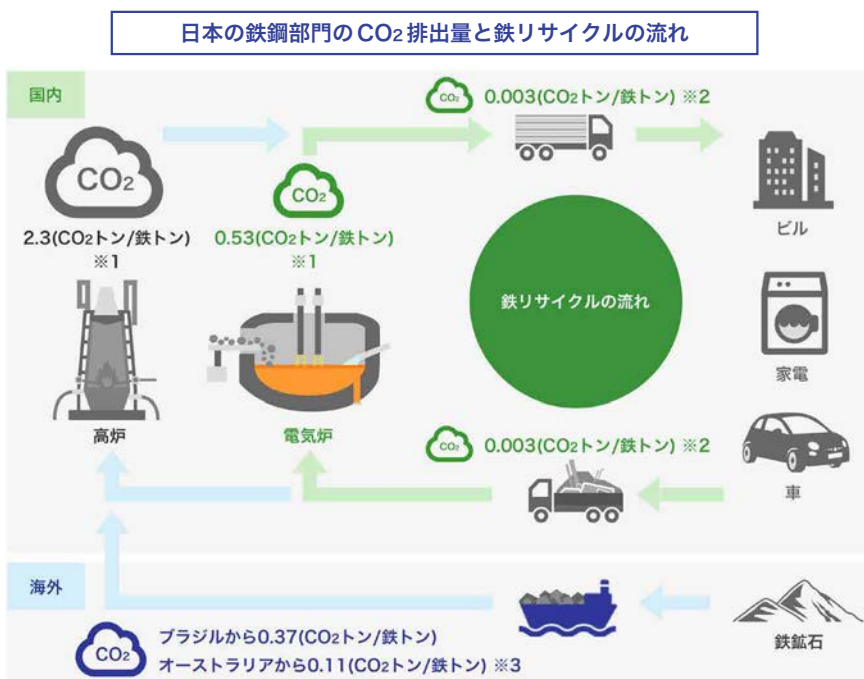 日本の鉄鋼部門のCO2排出量と鉄リサイクルの流れ
国内
CO2
0.003(CO2トン/鉄トン) ※2
CO2
2.3(CO2トン/鉄トン)
※1
CO2
0.53(CO2トン/鉄トン)
※1
ビル
鉄リサイクルの流れ
家電
高炉
電気炉
CO2
0.003(CO2トン/鉄トン) ※2
車
海外
CO2
ブラジルから0.37(CO2トン/鉄トン)
オーストラリアから0.11(CO2トン/鉄トン) ※3
鉄鉱石